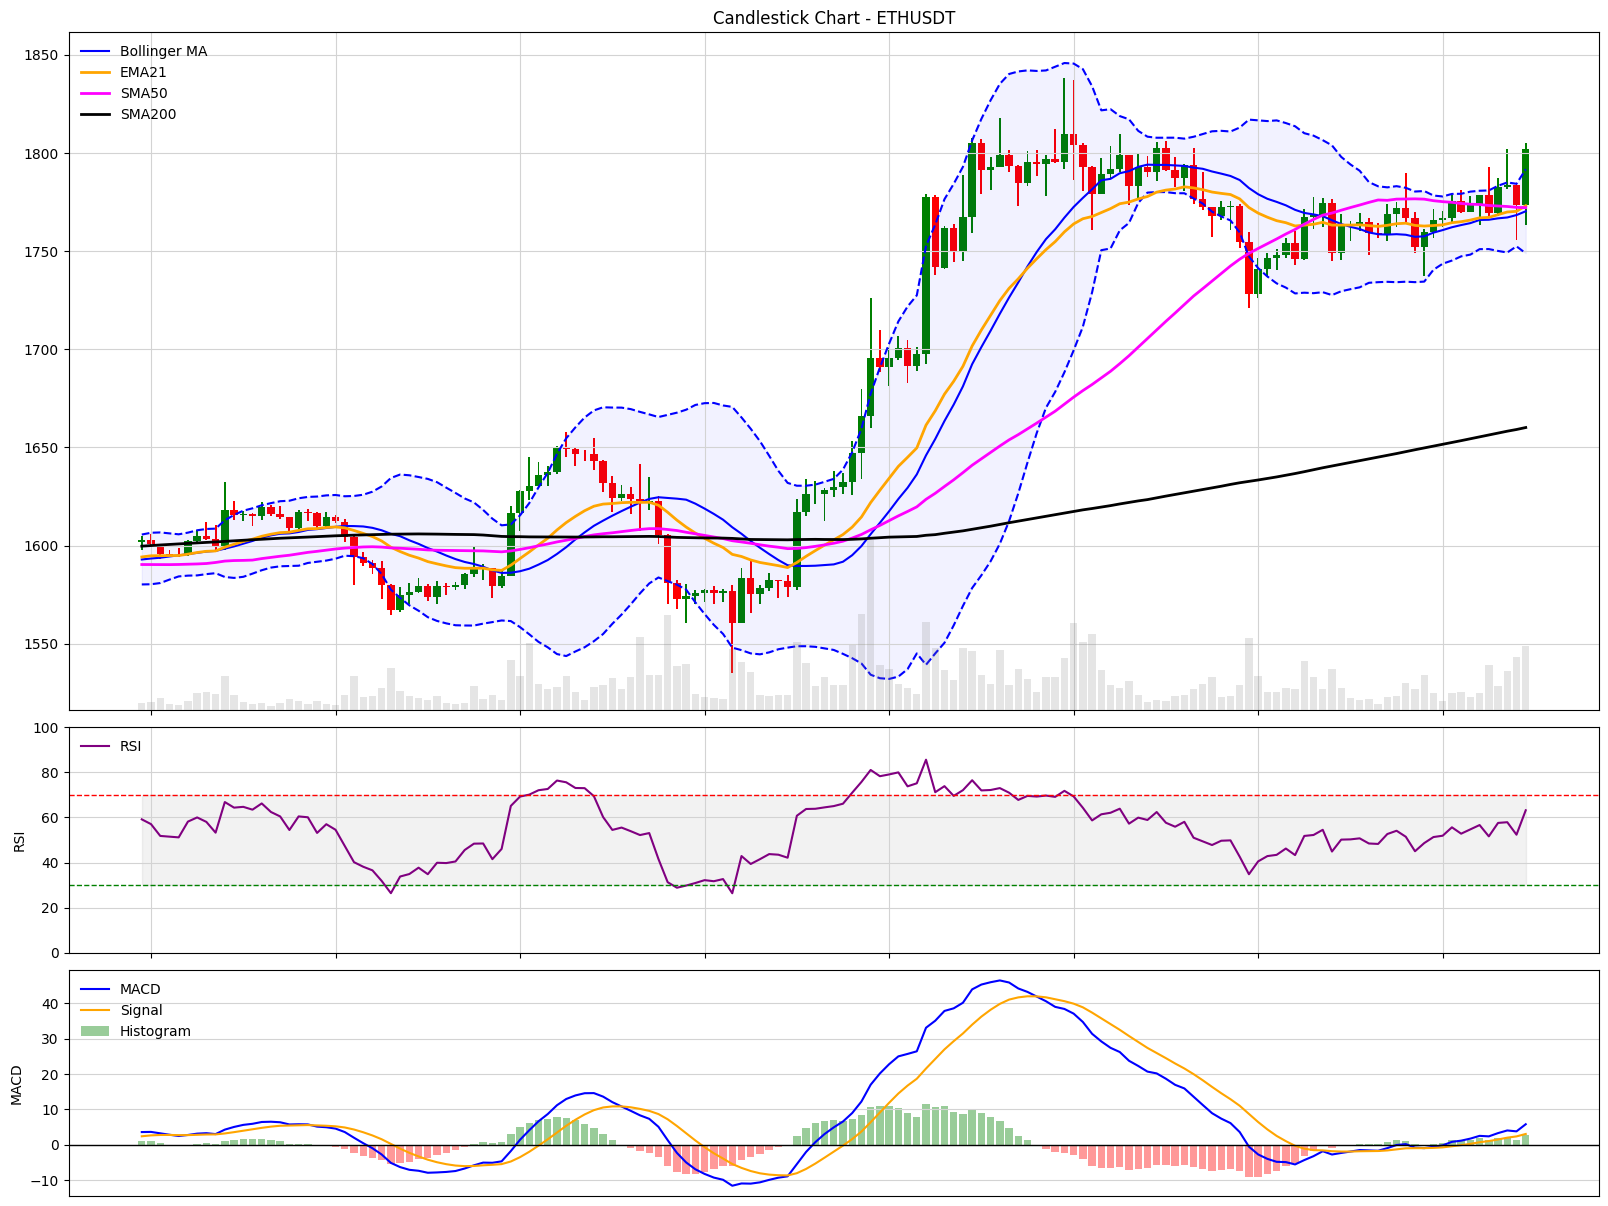 Candlestick Chart - ETHUSDT
Bollinger MA
EMA21
SMA50
SMA200
1850
1800
1750
1700
1650
1600
1550
RSI
100
80
60
40
20
0
RSI
MACD
Signal
Histogram
40
30
20
10
0
−10
MACD